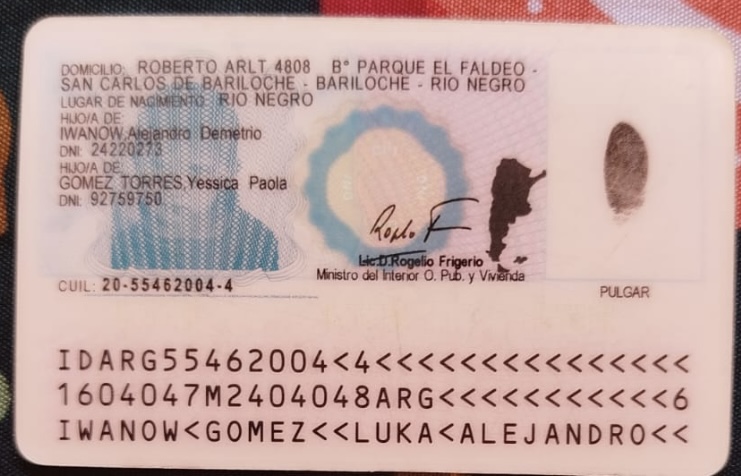 DOMICILIO: ROBERTO ARLT 4808 B° PARQUE EL FALDEO -
SAN CARLOS DE BARILOCHE - BARILOCHE - RIO NEGRO
LUGAR DE NACIMIENTO: RIO NEGRO
HIJO/A DE:
IWANOW,Alejandro Demetrio
DNI: 24220273
HIJO/A DE:
GOMEZ TORRES,Yessica Paola
DNI: 92759750
Lic.D.Rogelio Frigerio
Ministro del Interior O. Pub. y Vivienda
CUIL: 20-55462004-4
PULGAR
IDARG55462004<4<<<<<<<<<<<<<<<
1604047M2404048ARG<<<<<<<<<<<6
IWANOW<GOMEZ<<LUKA<ALEJANDRO<<